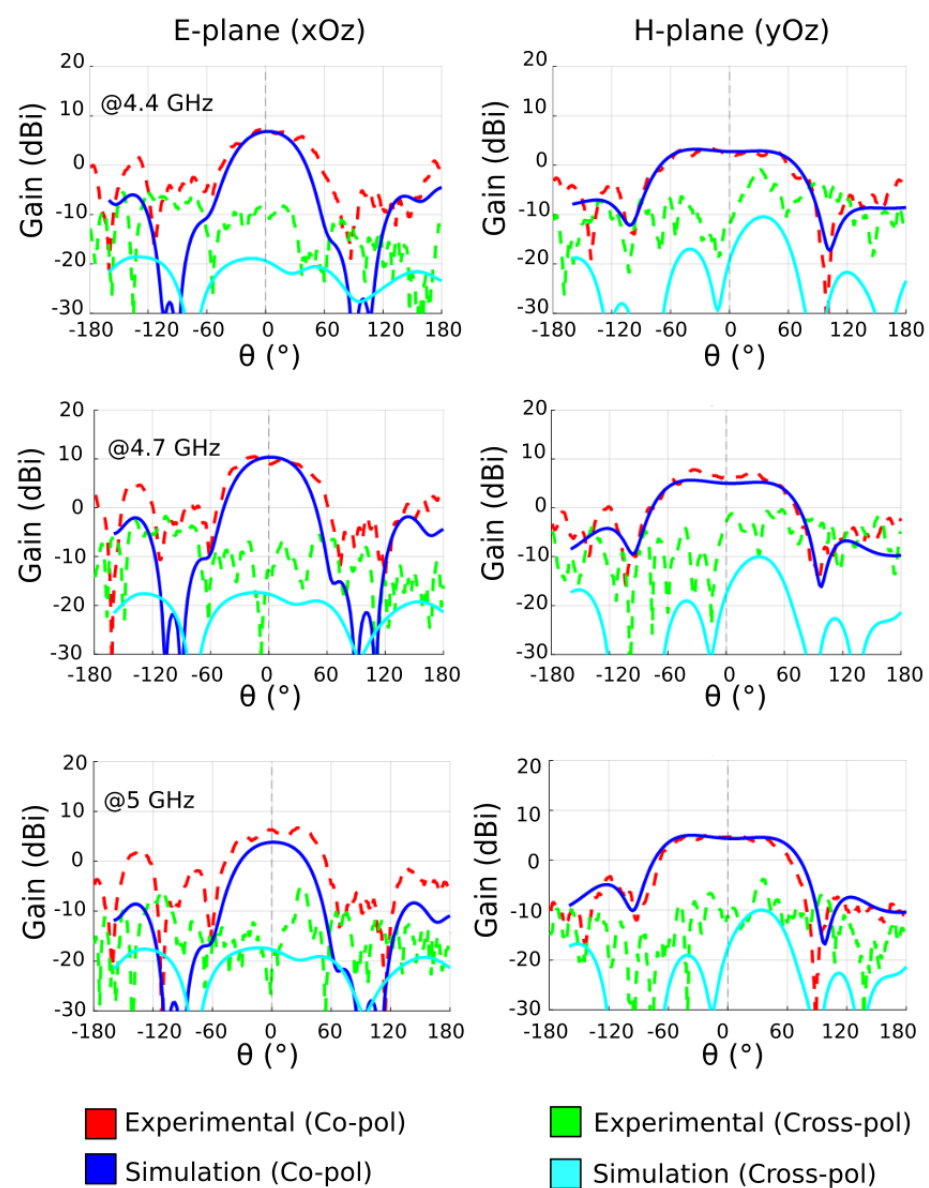 E-plane (xOz) H-plane (yOz)
20 10 0 -10 -20 -30
Gain (dBi)
@4.4 GHz
-180 -120 -60 0 60 120 180
θ (°)
20 10 0 -10 -20 -30
Gain (dBi)
-180 -120 -60 0 60 120 180
θ (°)
20 10 0 -10 -20 -30
Gain (dBi)
@4.7 GHz
-180 -120 -60 0 60 120 180
θ (°)
20 10 0 -10 -20 -30
Gain (dBi)
-180 -120 -60 0 60 120 180
θ (°)
20 10 0 -10 -20 -30
Gain (dBi)
@5 GHz
-180 -120 -60 0 60 120 180
θ (°)
20 10 0 -10 -20 -30
Gain (dBi)
-180 -120 -60 0 60 120 180
θ (°)
Experimental (Co-pol) Experimental (Cross-pol)
Simulation (Co-pol) Simulation (Cross-pol)